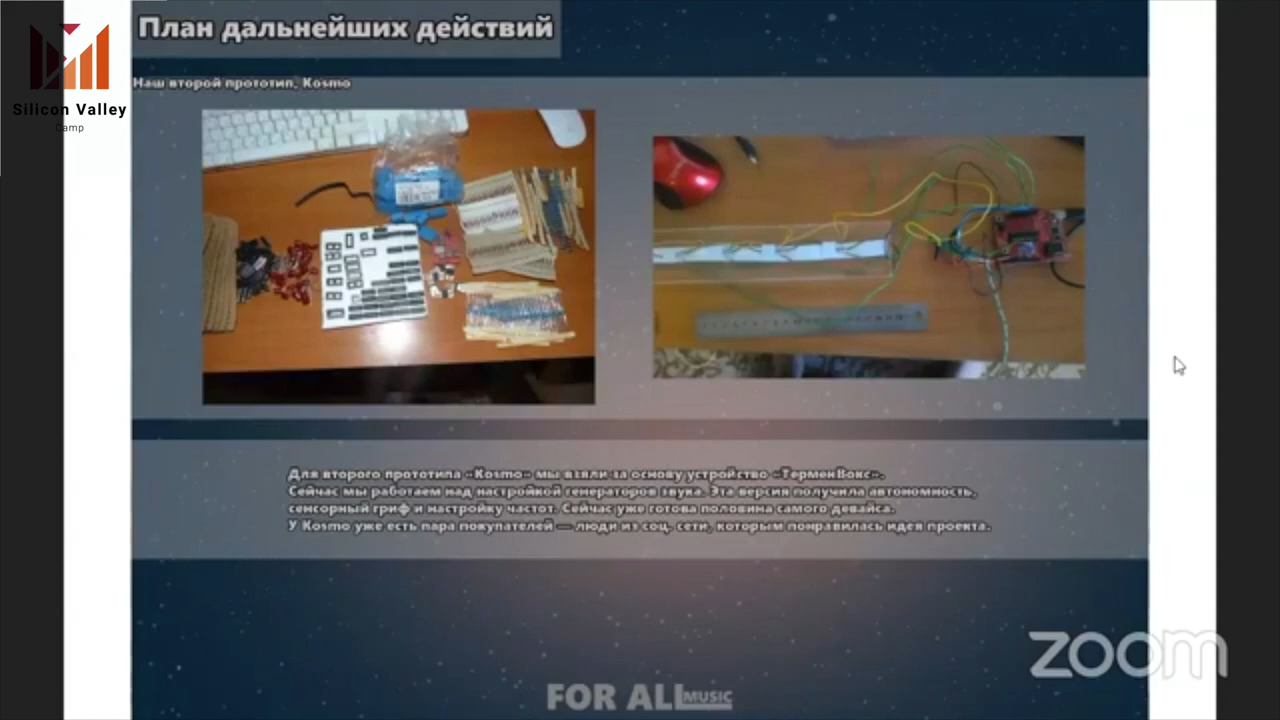 План дальнейших действий
Silicon Valley
Camp
Наш второй прототип, Kosmo
Для второго прототипа «Kosmo» мы взяли за основу устройство «ТерменВокс».
Сейчас мы работаем над настройкой генераторов звука. Эта версия получила автономность,
сенсорный гриф и настройку частот. Сейчас уже готова половина самого девайса.
У Kosmo уже есть пара покупателей — люди из соц. сети, которым понравилась идея проекта.
zoom
FOR ALL MUSIC